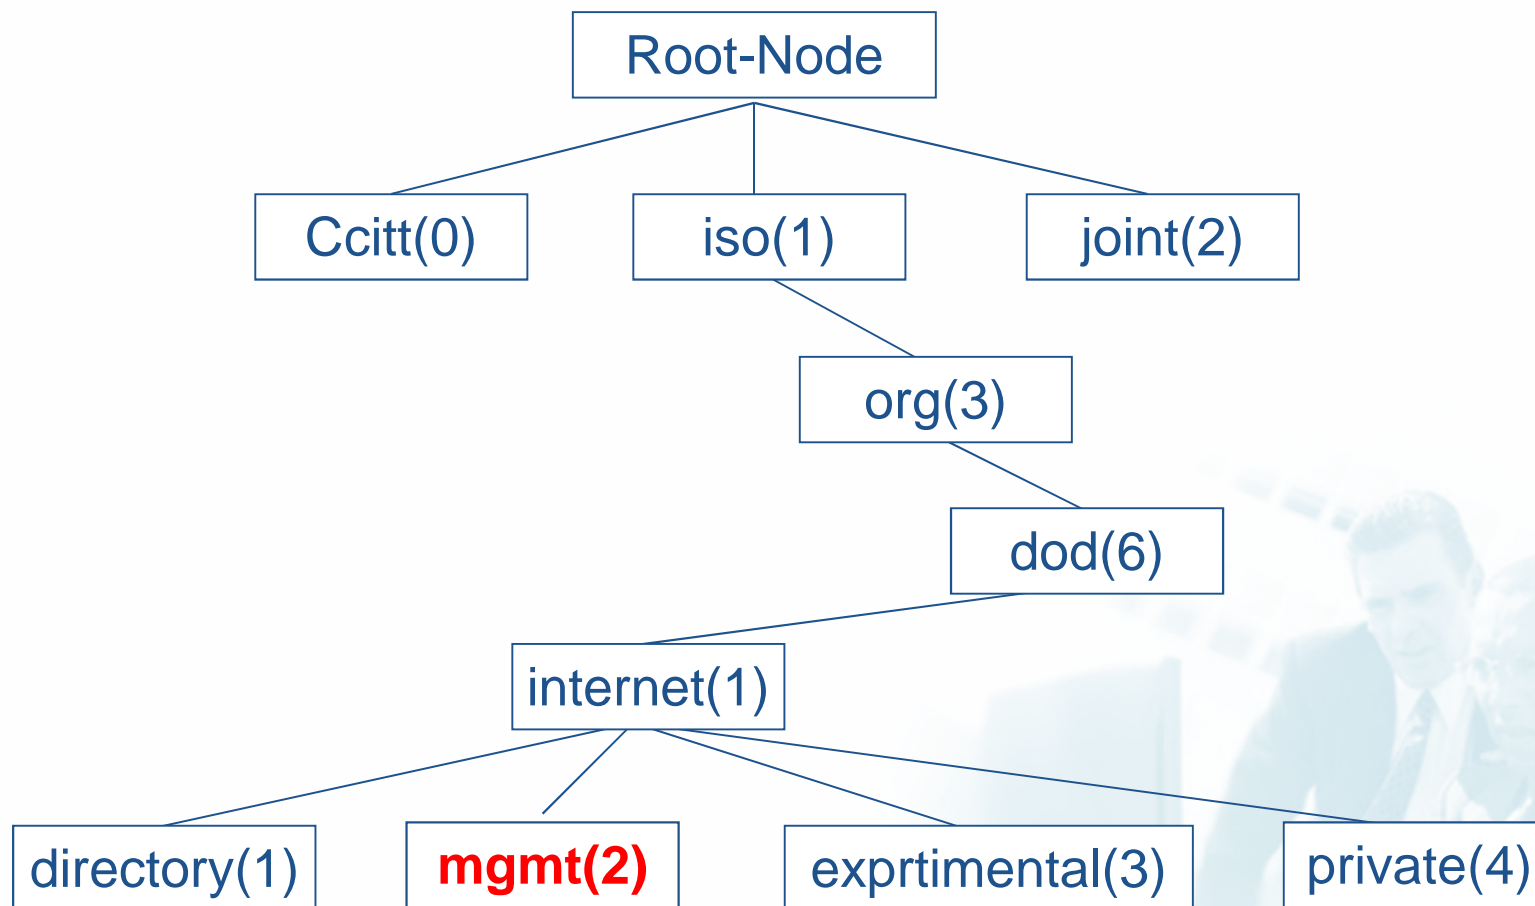 Root-Node
Ccitt(0)
iso(1)
joint(2)
org(3)
dod(6)
internet(1)
directory(1)
mgmt(2)
exprtimental(3)
private(4)